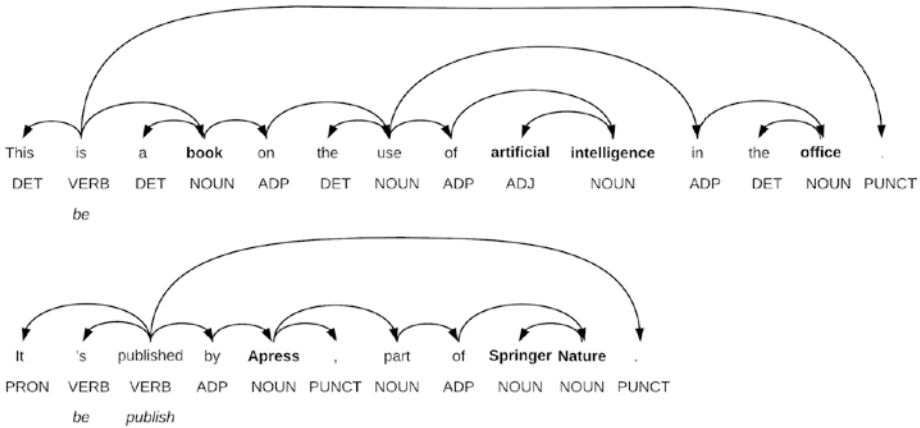 This is a book on the use of artificial intelligence in the office .
DET VERB DET NOUN ADP DET NOUN ADP ADJ NOUN ADP DET NOUN PUNCT
be
It 's published by Apress , part of Springer Nature .
PRON VERB VERB ADP NOUN PUNCT NOUN ADP NOUN NOUN PUNCT
be publish